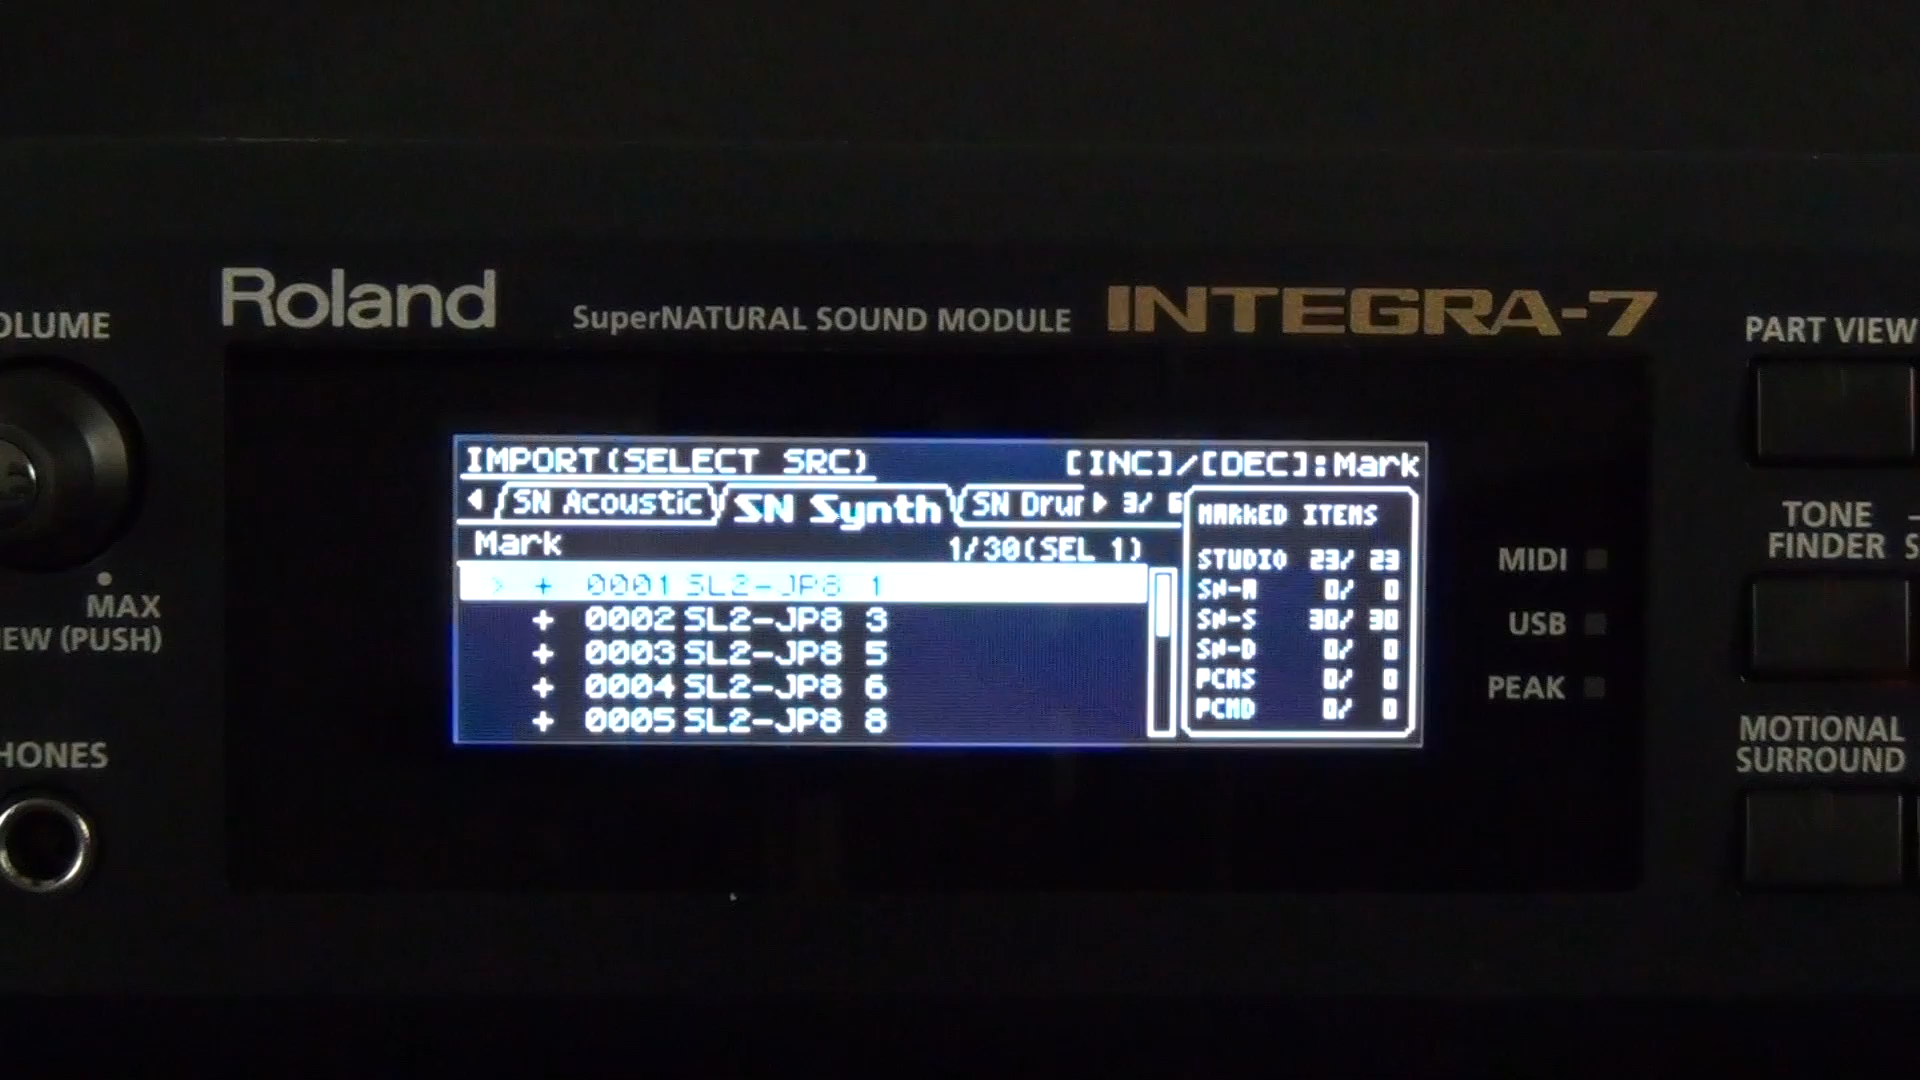 Roland SuperNATURAL SOUND MODULE INTEGRA-7
OLUME
MAX
IEW (PUSH)
HONES
IMPORT(SELECT SRC) [INC]/[DEC]:Mark
SN Acoustic SN Synth SN Drum 3/ 6
Mark 1/30(SEL 1)
+ 0001 SL2-JP8 1
+ 0002 SL2-JP8 3
+ 0003 SL2-JP8 5
+ 0004 SL2-JP8 6
+ 0005 SL2-JP8 8
MARKED ITEMS
STUDIO 23/ 23
SN-A 0/ 0
SN-S 30/ 30
SN-D 0/ 0
PCMS 0/ 0
PCMD 0/ 0
MIDI
USB
PEAK
PART VIEW
TONE
FINDER
MOTIONAL
SURROUND